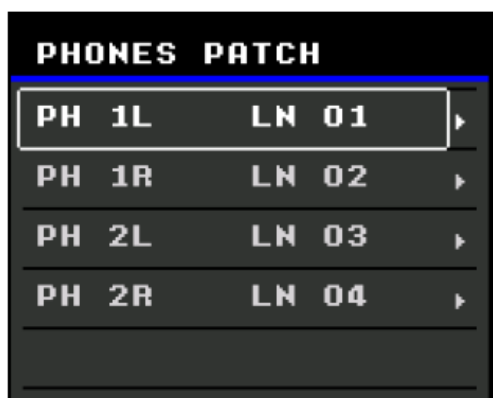 PHONES PATCH
PH 1L LN 01
PH 1R LN 02
PH 2L LN 03
PH 2R LN 04